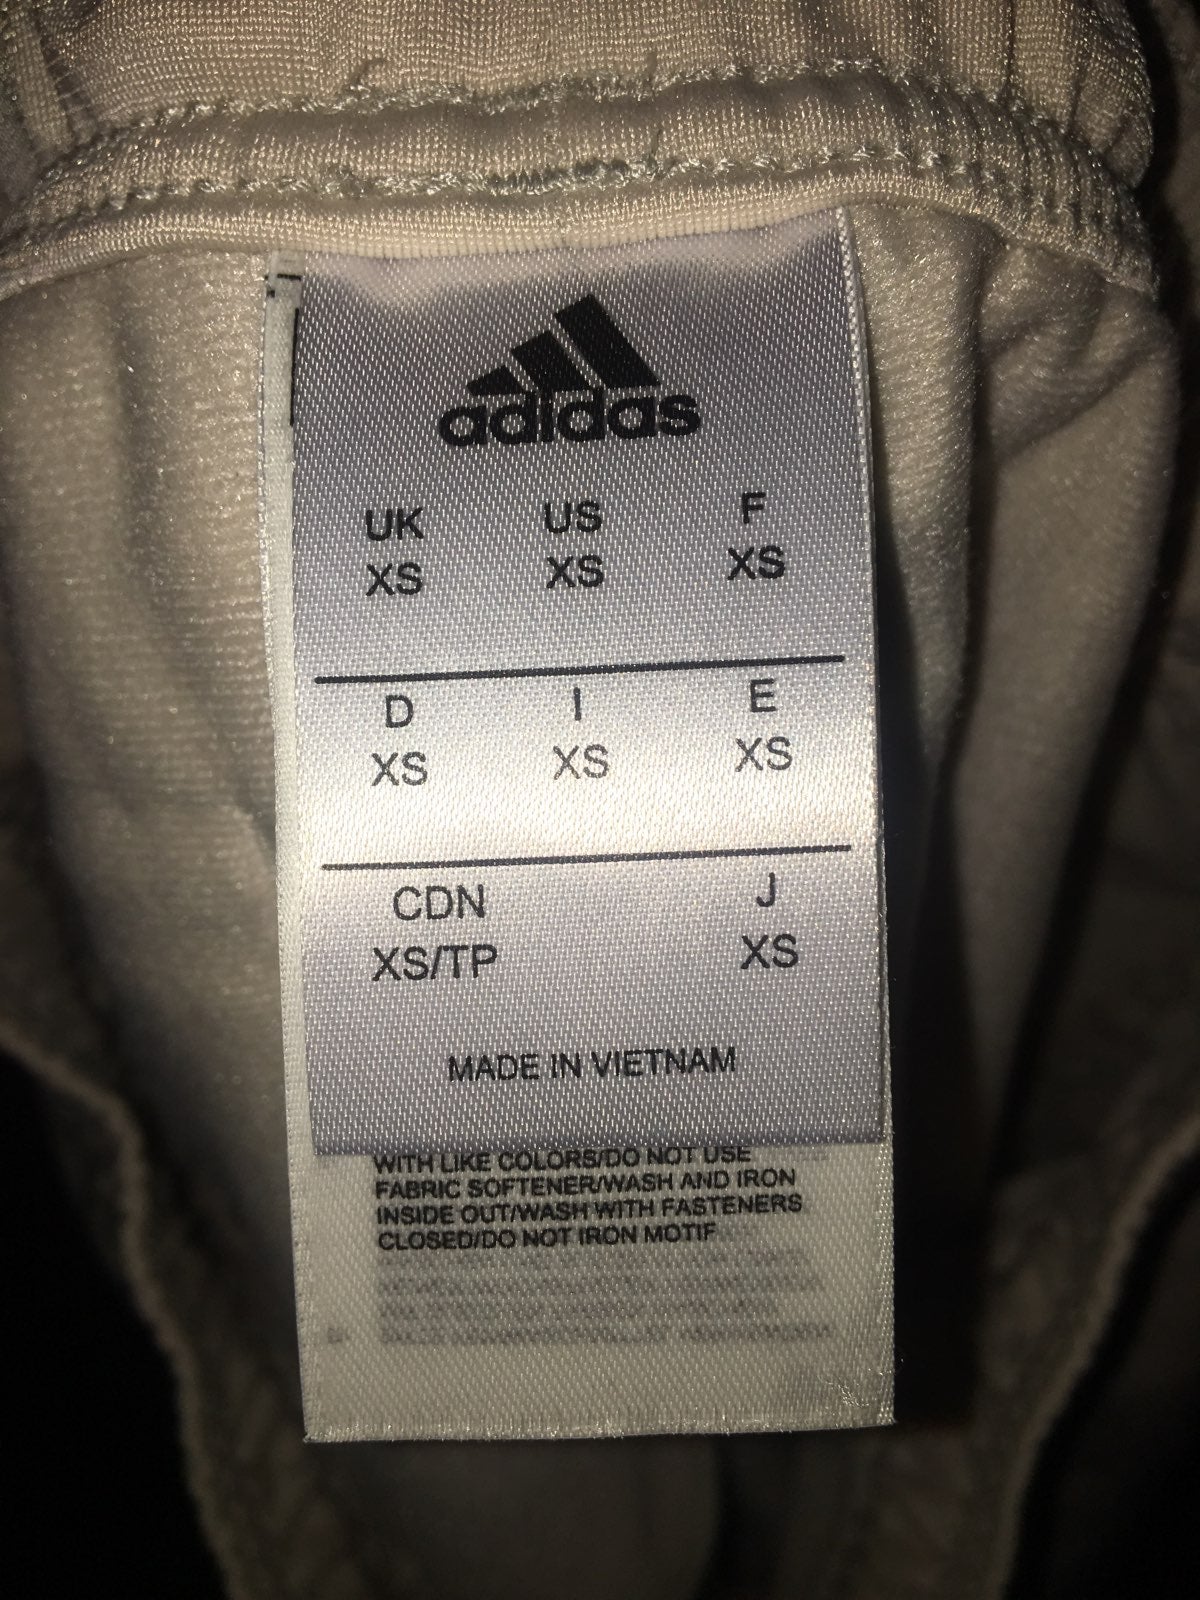 adidas
UK US F
XS XS XS
D I E
XS XS XS
CDN J
XS/TP XS
MADE IN VIETNAM
WITH LIKE COLORS/DO NOT USE
FABRIC SOFTENER/WASH AND IRON
INSIDE OUT/WASH WITH FASTENERS
CLOSED/DO NOT IRON MOTIF